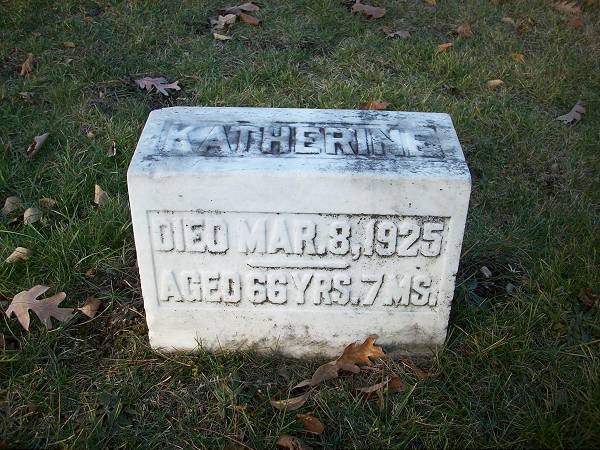 KATHERINE
DIED MAR. 8, 1925
AGED 66 YRS. 7 MS.